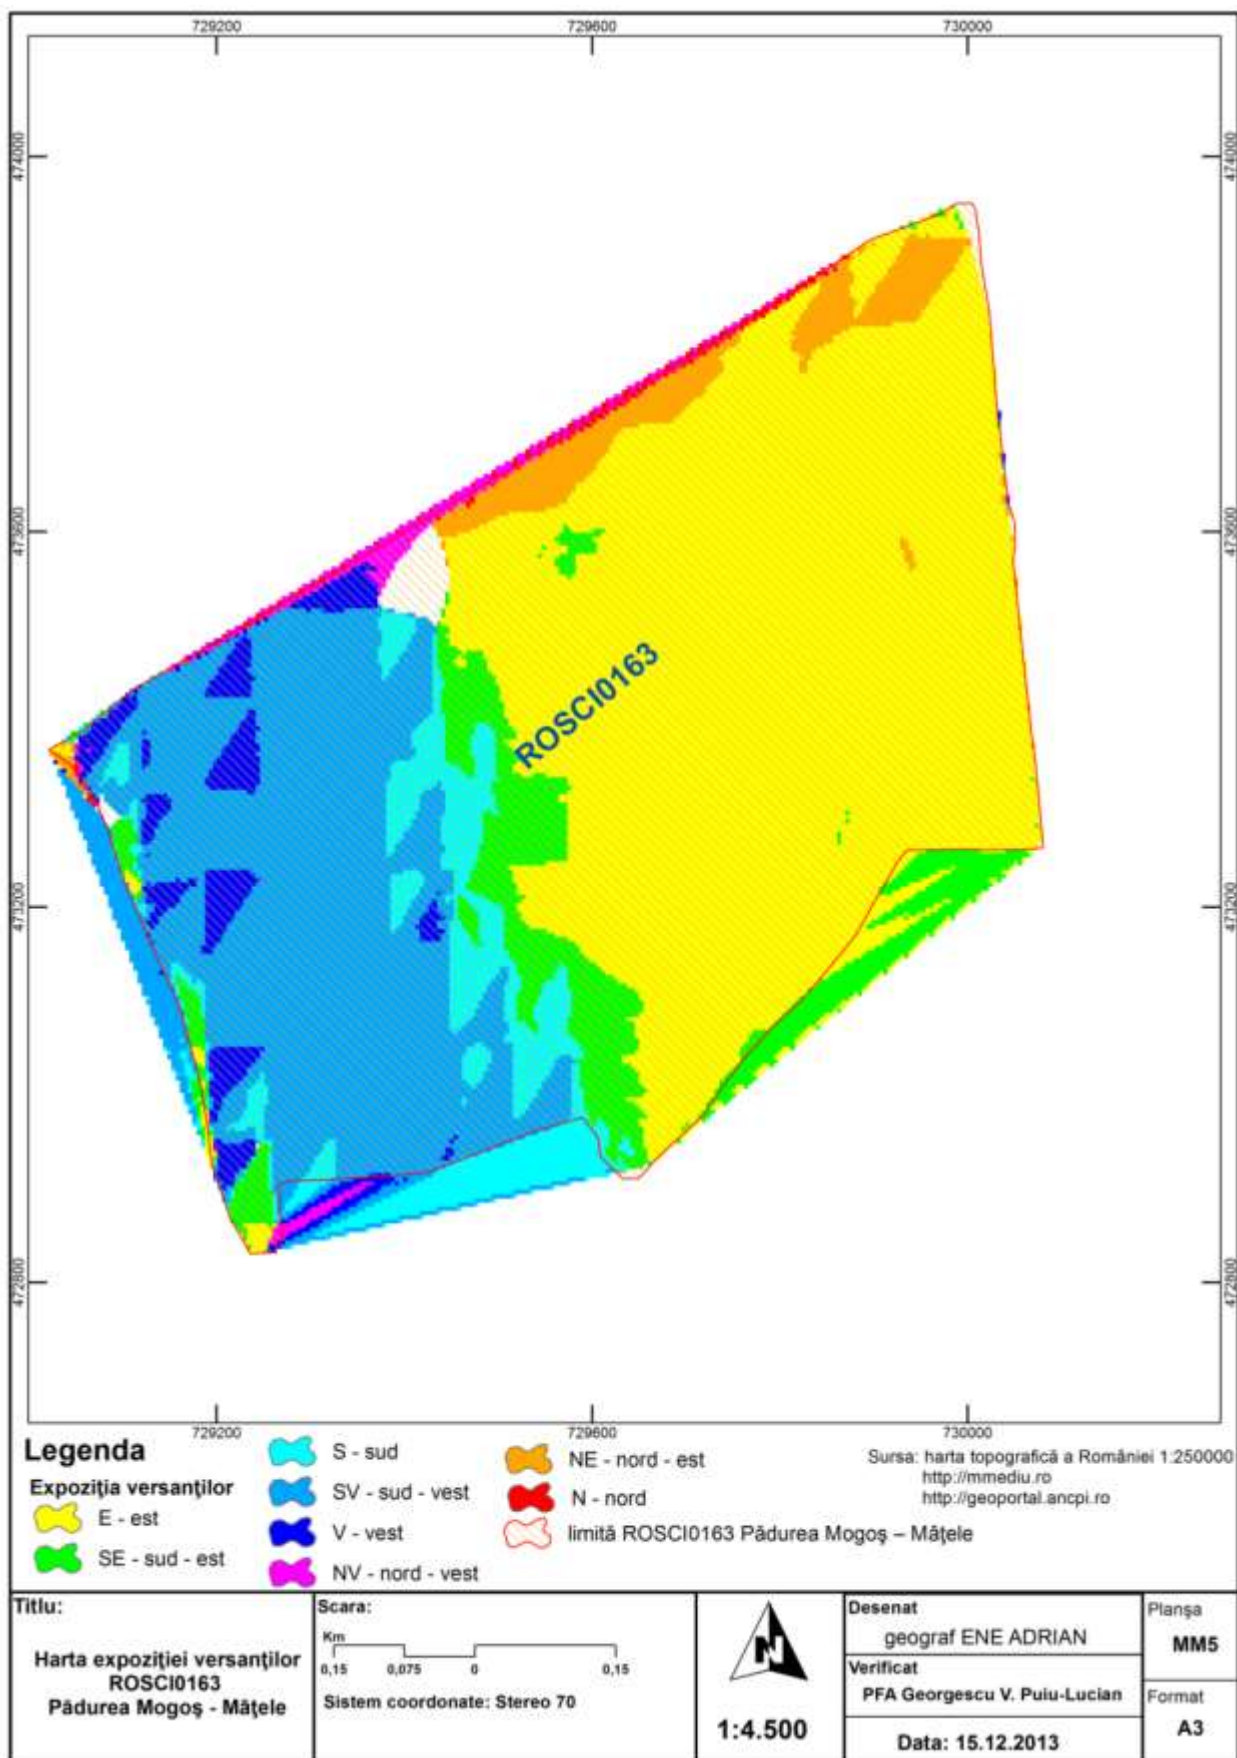 729200
729600
730000
474000
474000
473600
473600
ROSCI0163
473200
473200
472800
472800
729200
729600
730000
Legenda
Expoziţia versanţilor
E - est
SE - sud - est
S - sud
SV - sud - vest
V - vest
NV - nord - vest
NE - nord - est
N - nord
limită ROSCI0163 Pădurea Mogoş – Mâţele
Sursa: harta topografică a României 1:250000
http://mmediu.ro
http://geoportal.ancpi.ro
Titlu:
Harta expoziţiei versanţilor
ROSCI0163
Pădurea Mogoş - Mâţele
Scara:
Km
0,15 0,075 0 0,15
Sistem coordonate: Stereo 70
N
1:4.500
Desenat
geograf ENE ADRIAN
Verificat
PFA Georgescu V. Puiu-Lucian
Data: 15.12.2013
Planşa
MM5
Format
A3